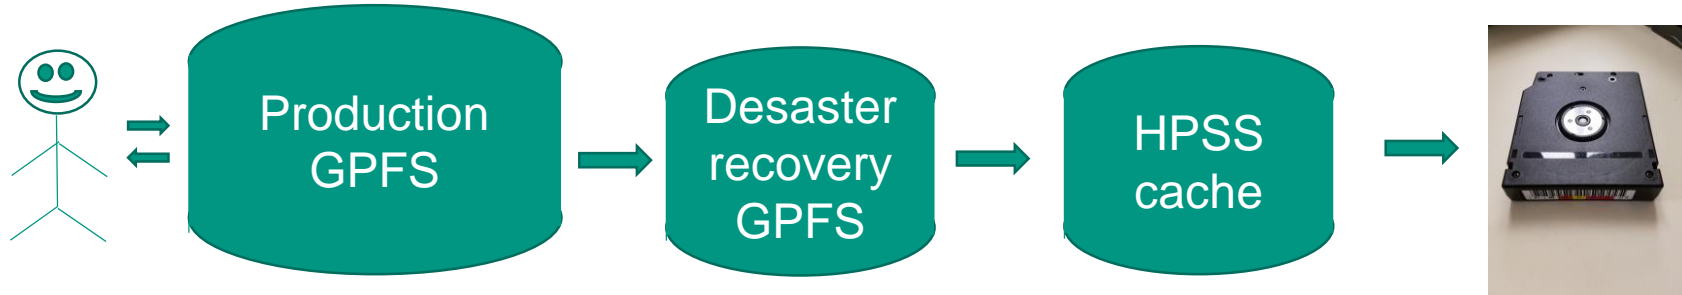 Production
GPFS
Desaster
recovery
GPFS
HPSS
cache